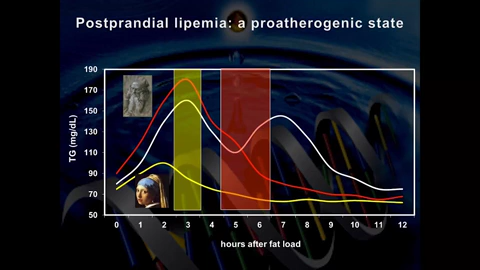 Postprandial lipemia: a proatherogenic state
190
170
150
130
110
90
70
50
TG (mg/dL)
0 1 2 3 4 5 6 7 8 9 10 11 12
hours after fat load